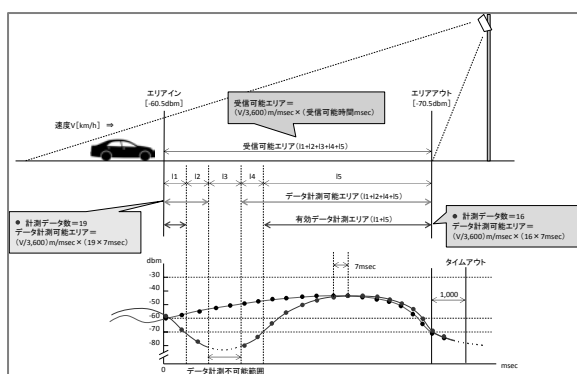 エリアイン
[-60.5dbm]
受信可能エリア＝
(V/3,600)m/msec×(受信可能時間msec)
エリアアウト
[-70.5dbm]
速度V[km/h] ⇒
受信可能エリア(l1+l2+l3+l4+l5)
l1
l2
l3
l4
l5
データ計測可能エリア(l1+l2+l4+l5)
有効データ計測エリア(l1+l5)
● 計測データ数＝19
データ計測可能エリア＝
(V/3,600)m/msec×(19×7msec)
● 計測データ数＝16
データ計測可能エリア＝
(V/3,600)m/msec×(16×7msec)
dbm
7msec
タイムアウト
1,000
-30
-40
-50
-60
-70
-80
0
データ計測不可能範囲
msec